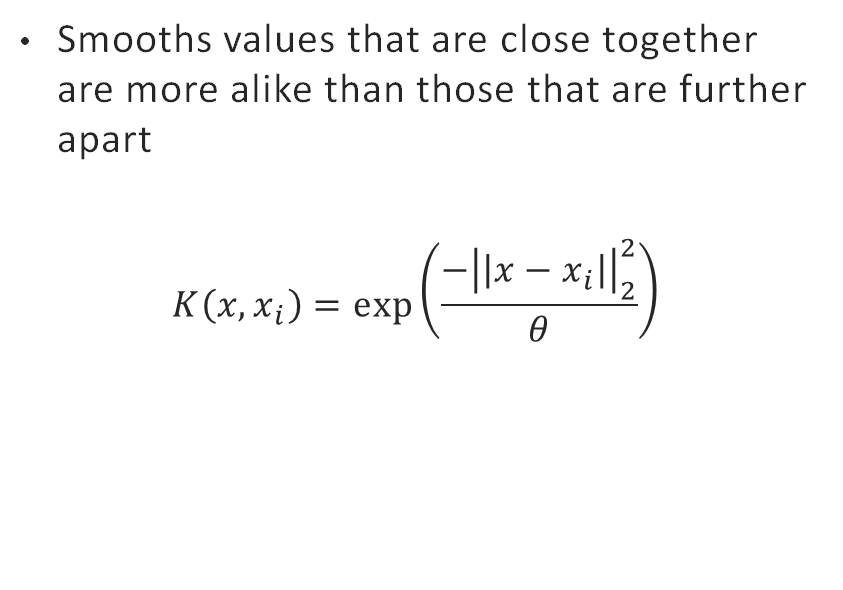 • Smooths values that are close together
are more alike than those that are further
apart
K(x, xᵢ) = exp(−||x − xᵢ||₂² / θ)